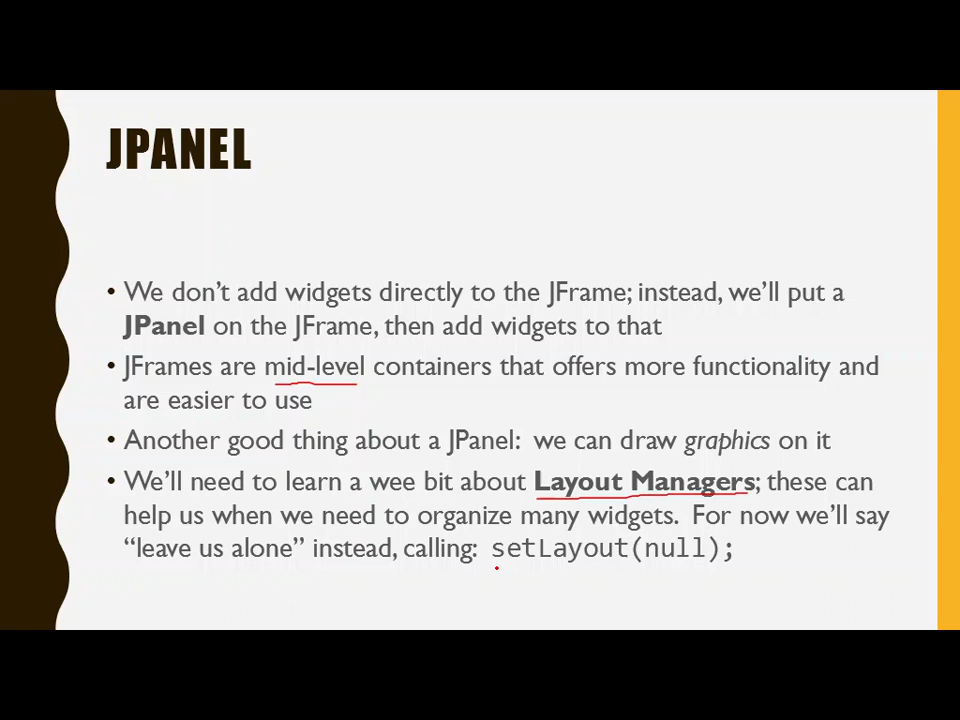 JPANEL
• We don't add widgets directly to the JFrame; instead, we'll put a
JPanel on the JFrame, then add widgets to that
• JFrames are mid-level containers that offers more functionality and
are easier to use
• Another good thing about a JPanel:  we can draw graphics on it
• We'll need to learn a wee bit about Layout Managers; these can
help us when we need to organize many widgets.  For now we'll say
“leave us alone” instead, calling:  setLayout(null);